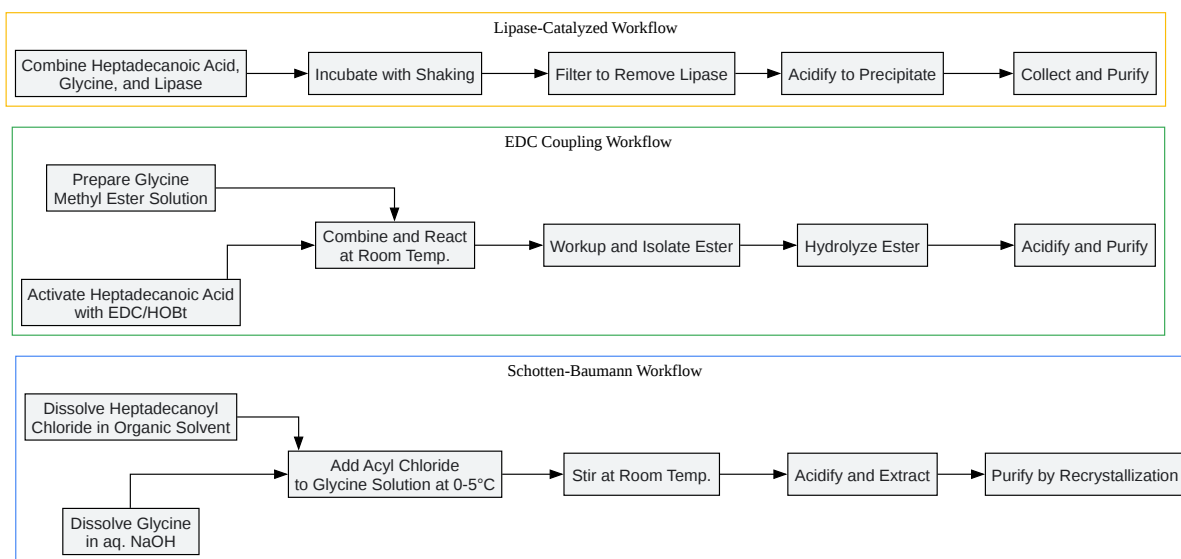 Lipase-Catalyzed Workflow
Combine Heptadecanoic Acid,
Glycine, and Lipase
Incubate with Shaking
Filter to Remove Lipase
Acidify to Precipitate
Collect and Purify
EDC Coupling Workflow
Prepare Glycine
Methyl Ester Solution
Activate Heptadecanoic Acid
with EDC/HOBt
Combine and React
at Room Temp.
Workup and Isolate Ester
Hydrolyze Ester
Acidify and Purify
Schotten-Baumann Workflow
Dissolve Heptadecanoyl
Chloride in Organic Solvent
Dissolve Glycine
in aq. NaOH
Add Acyl Chloride
to Glycine Solution at 0-5°C
Stir at Room Temp.
Acidify and Extract
Purify by Recrystallization